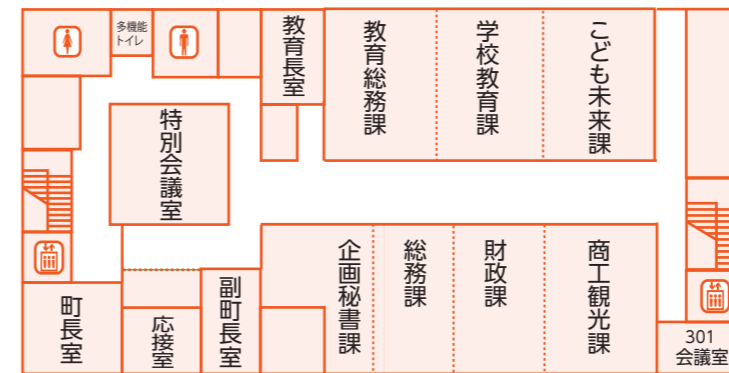 多機能
トイレ
教育長室
教育総務課
学校教育課
こども未来課
特別会議室
町長室
応接室
副町長室
企画秘書課
総務課
財政課
商工観光課
301
会議室